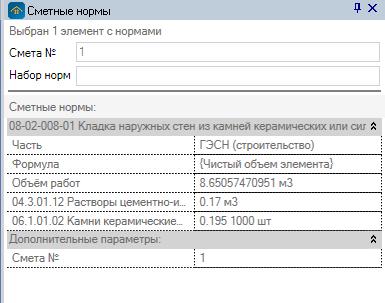 Сметные нормы
Выбран 1 элемент с нормами
Смета № 1
Набор норм
Сметные нормы:
08-02-008-01 Кладка наружных стен из камней керамических или сил
Часть ГЭСН (строительство)
Формула {Чистый объем элемента}
Объём работ 8.65057470951 м3
04.3.01.12 Растворы цементно-и... 0.17 м3
06.1.01.02 Камни керамические... 0.195 1000 шт
Дополнительные параметры:
Смета № 1